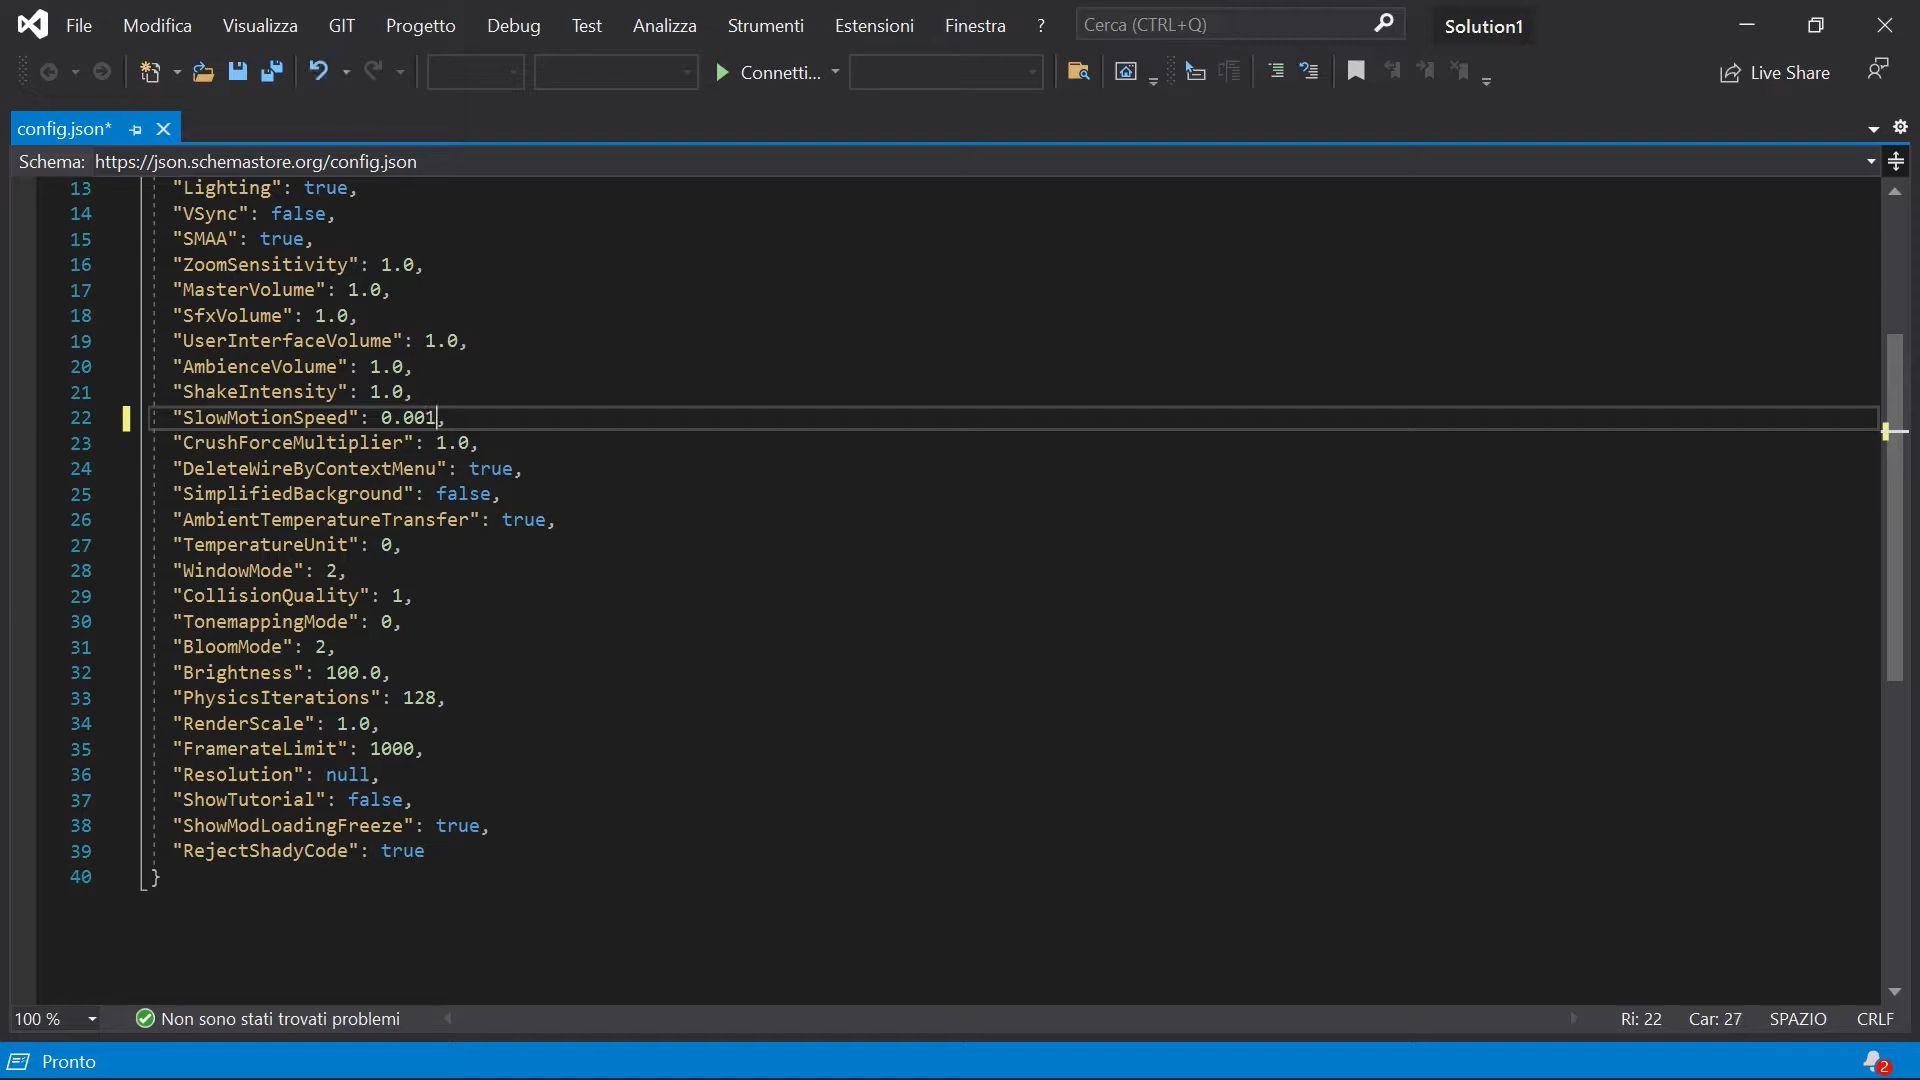 File Modifica Visualizza GIT Progetto Debug Test Analizza Strumenti Estensioni Finestra ? Cerca (CTRL+Q) Solution1
Connetti... Live Share
config.json*
Schema: https://json.schemastore.org/config.json
13 "Lighting": true,
14 "VSync": false,
15 "SMAA": true,
16 "ZoomSensitivity": 1.0,
17 "MasterVolume": 1.0,
18 "SfxVolume": 1.0,
19 "UserInterfaceVolume": 1.0,
20 "AmbienceVolume": 1.0,
21 "ShakeIntensity": 1.0,
22 "SlowMotionSpeed": 0.001,
23 "CrushForceMultiplier": 1.0,
24 "DeleteWireByContextMenu": true,
25 "SimplifiedBackground": false,
26 "AmbientTemperatureTransfer": true,
27 "TemperatureUnit": 0,
28 "WindowMode": 2,
29 "CollisionQuality": 1,
30 "TonemappingMode": 0,
31 "BloomMode": 2,
32 "Brightness": 100.0,
33 "PhysicsIterations": 128,
34 "RenderScale": 1.0,
35 "FramerateLimit": 1000,
36 "Resolution": null,
37 "ShowTutorial": false,
38 "ShowModLoadingFreeze": true,
39 "RejectShadyCode": true
40 }
100 % Non sono stati trovati problemi Ri: 22 Car: 27 SPAZIO CRLF
Pronto 2